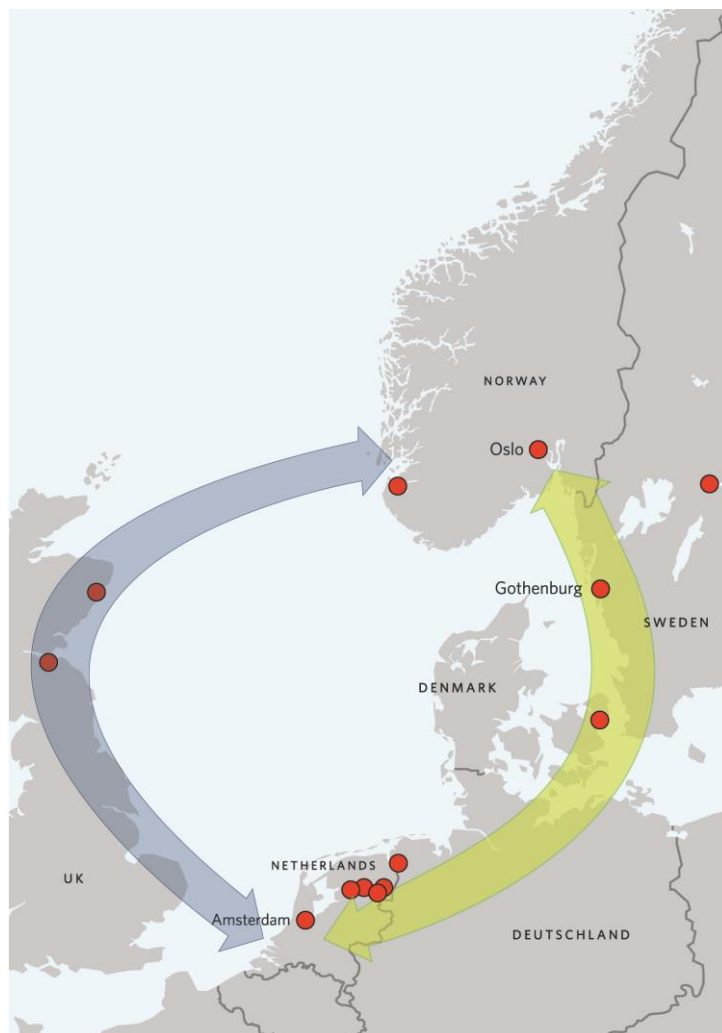 NORWAY
Oslo
Gothenburg
SWEDEN
DENMARK
NETHERLANDS
UK
Amsterdam
DEUTSCHLAND